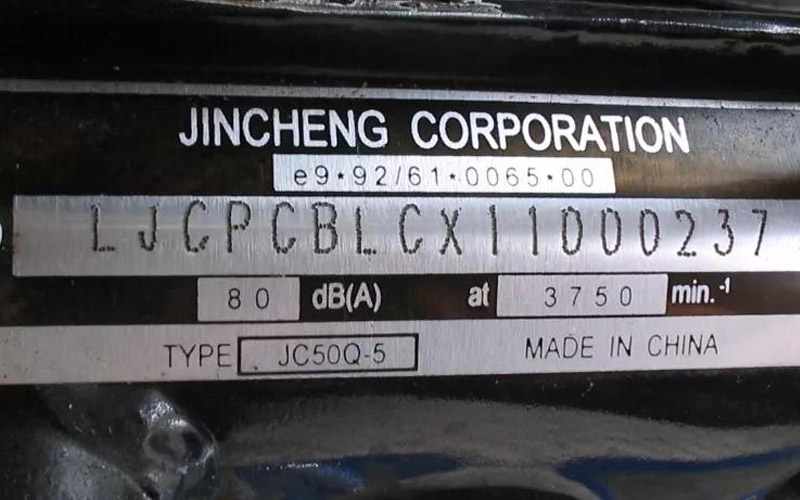 JINCHENG CORPORATION
e9*92/61*0065*00
LJCPCBLCX11000237
80 dB(A) at 3750 min.-1
TYPE JC50Q-5 MADE IN CHINA